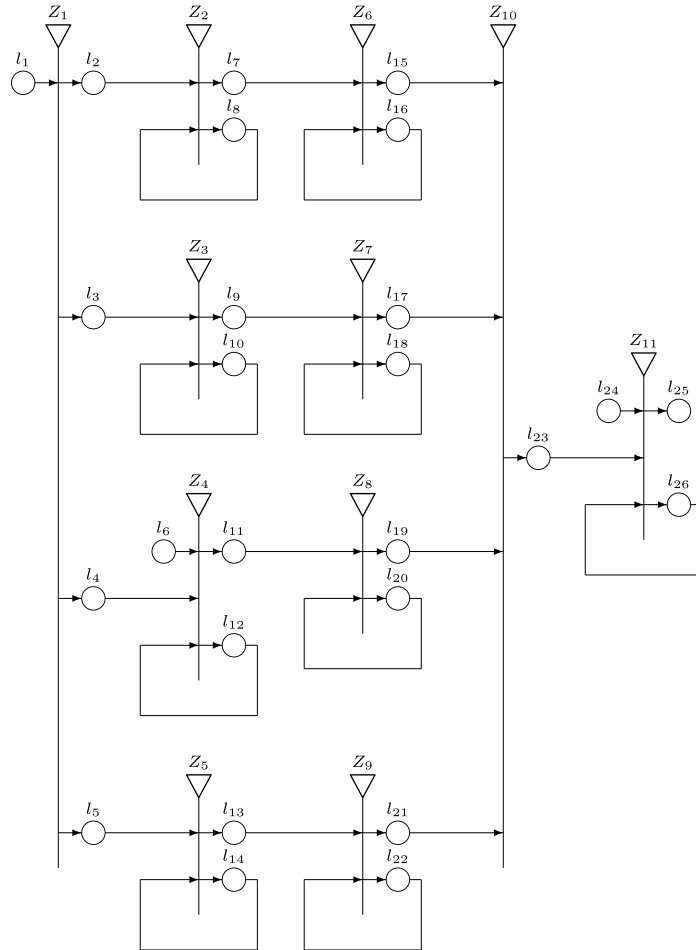 Z₁ Z₂ Z₆ Z₁₀
l₁ l₂ l₇ l₁₅
l₈ l₁₆
Z₃ Z₇
l₃ l₉ l₁₇
l₁₀ l₁₈
Z₁₁
l₂₄ l₂₅
l₂₃
l₂₆
Z₄ Z₈
l₆ l₁₁ l₁₉
l₄ l₂₀
l₁₂
Z₅ Z₉
l₅ l₁₃ l₂₁
l₁₄ l₂₂